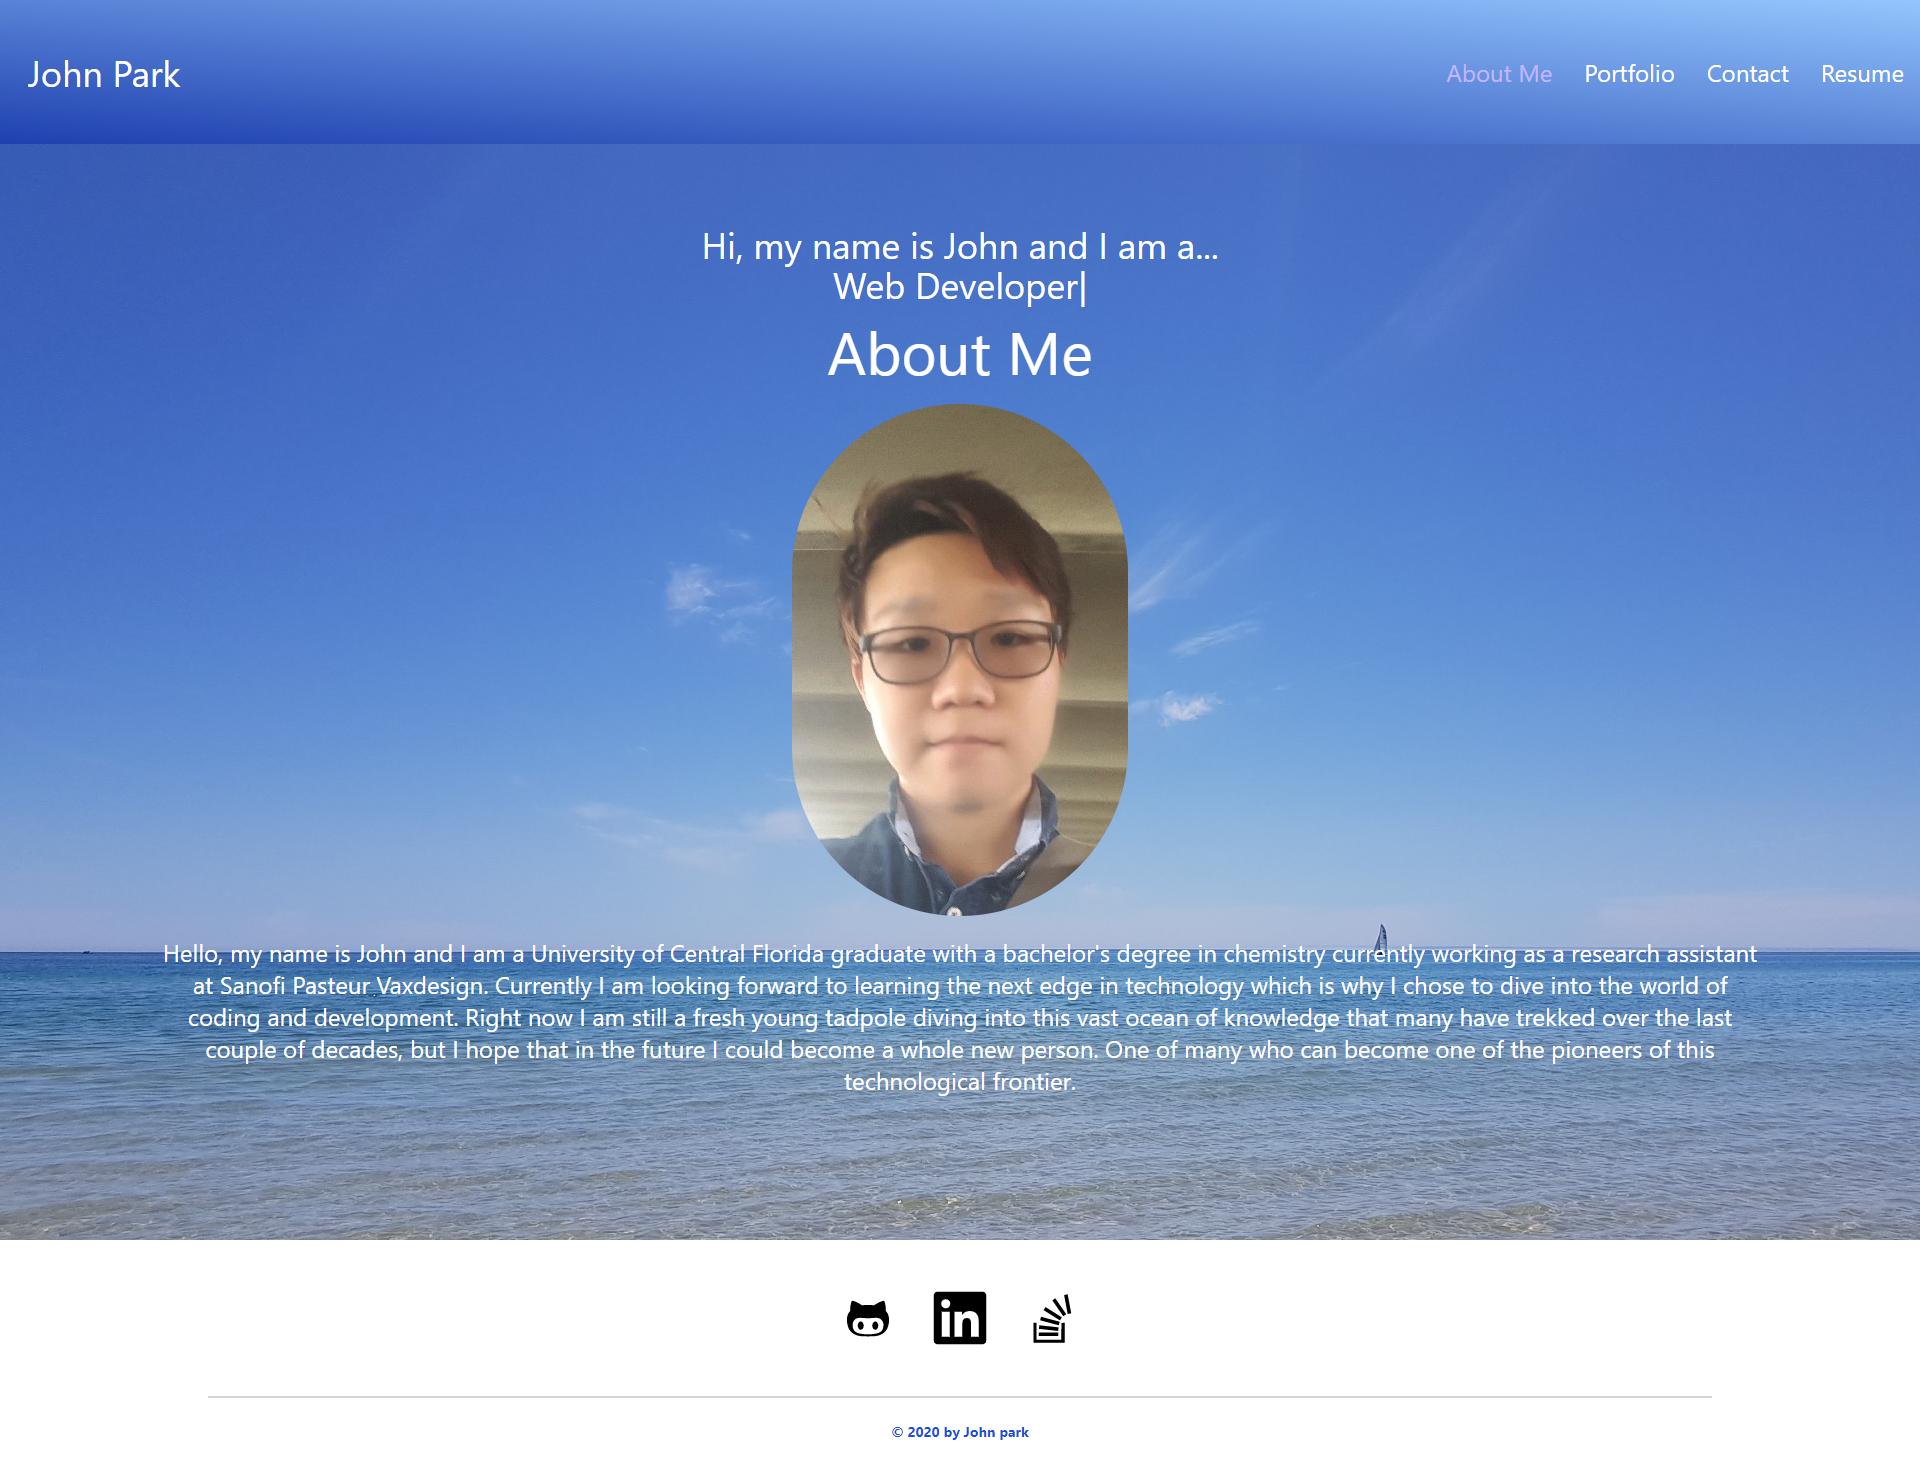 John Park
About Me
Portfolio
Contact
Resume
Hi, my name is John and I am a...
Web Developer|
About Me
Hello, my name is John and I am a University of Central Florida graduate with a bachelor's degree in chemistry currently working as a research assistant
at Sanofi Pasteur Vaxdesign. Currently I am looking forward to learning the next edge in technology which is why I chose to dive into the world of
coding and development. Right now I am still a fresh young tadpole diving into this vast ocean of knowledge that many have trekked over the last
couple of decades, but I hope that in the future I could become a whole new person. One of many who can become one of the pioneers of this
technological frontier.
in
© 2020 by John park